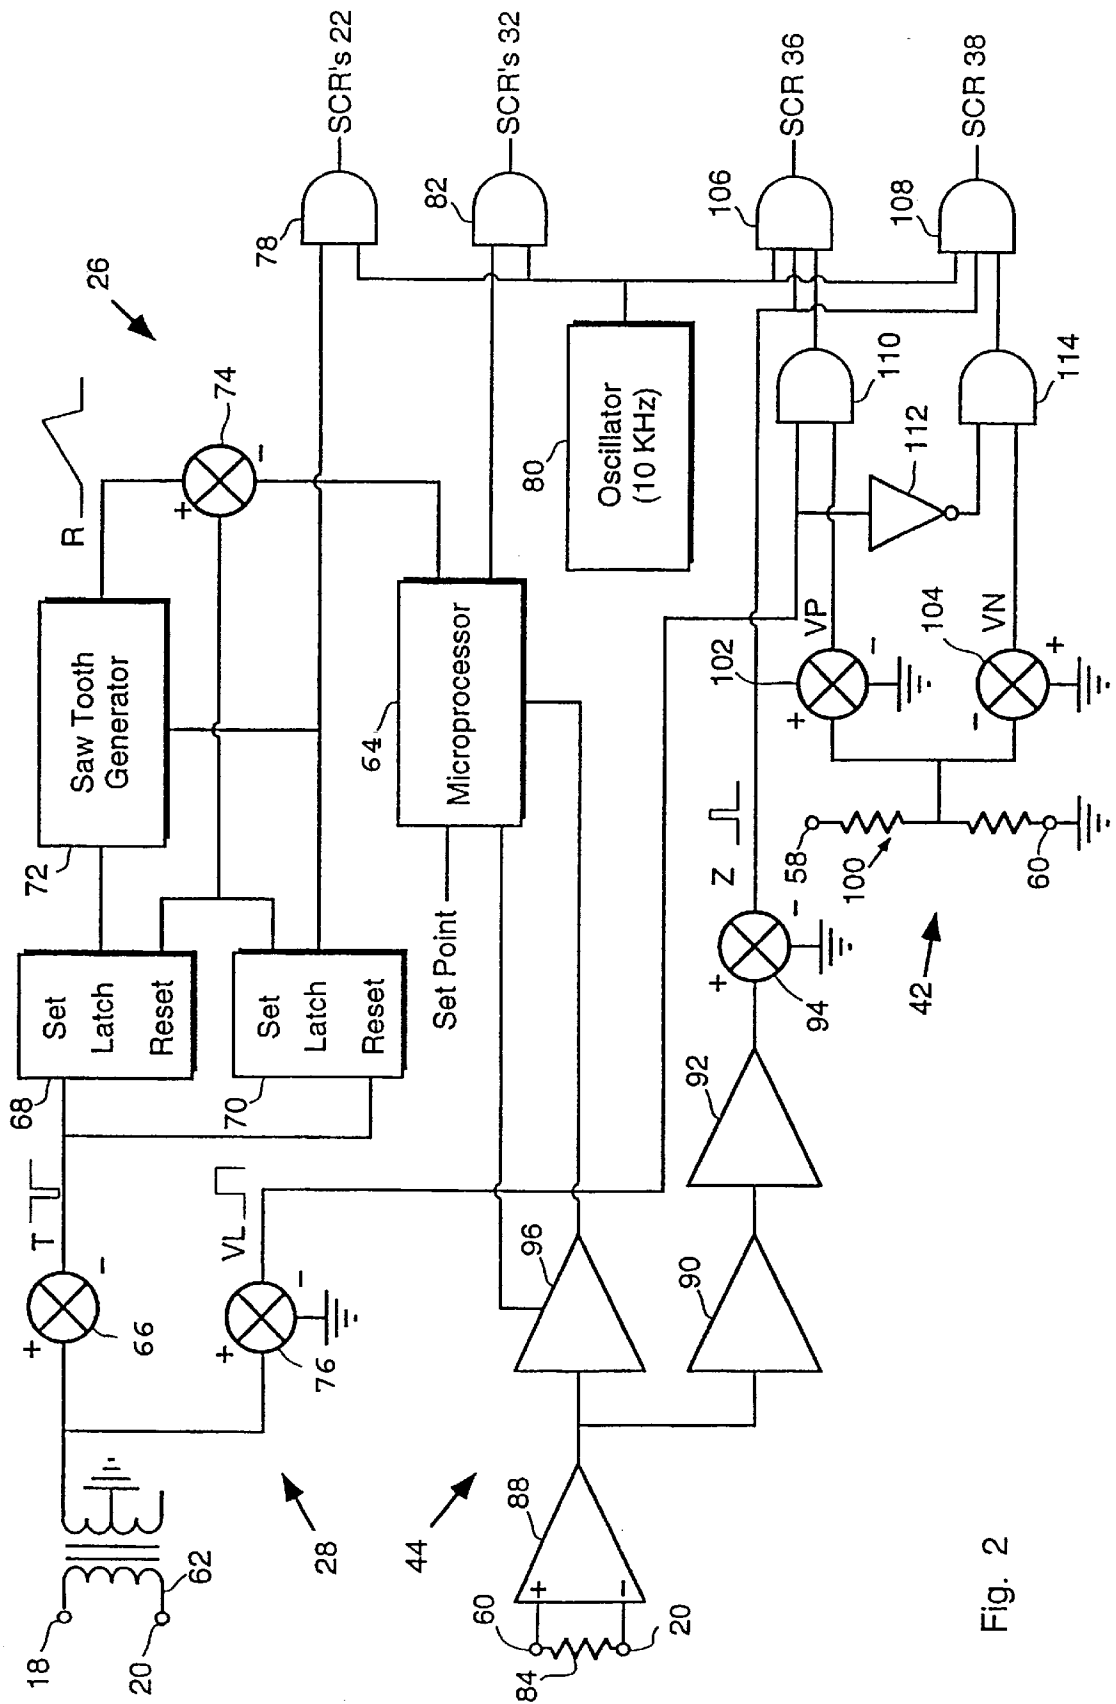 26
R
74
+
-
Saw Tooth
Generator
72
Set
Latch
Reset
68
Set
Latch
Reset
70
T
+
-
66
VL
+
-
76
18
20
62
28
78
SCR's 22
82
SCR's 32
64
Microprocessor
Set Point
80
Oscillator
(10 KHz)
44
60
84
20
+
-
88
96
90
92
+
-
94
Z
106
SCR 36
108
SCR 38
110
112
114
VP
102
+
-
VN
104
-
+
58
100
60
42
Fig. 2